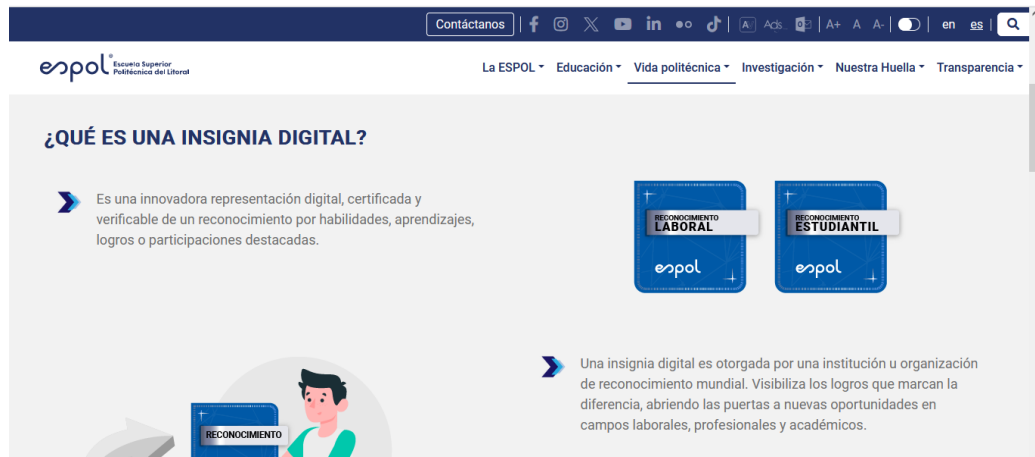 Contáctanos | A+ A A- | en es |
espol Escuela Superior
Politécnica del Litoral
La ESPOL Educación Vida politécnica Investigación Nuestra Huella Transparencia
¿QUÉ ES UNA INSIGNIA DIGITAL?
Es una innovadora representación digital, certificada y
verificable de un reconocimiento por habilidades, aprendizajes,
logros o participaciones destacadas.
RECONOCIMIENTO
LABORAL
espol
RECONOCIMIENTO
ESTUDIANTIL
espol
Una insignia digital es otorgada por una institución u organización
de reconocimiento mundial. Visibiliza los logros que marcan la
diferencia, abriendo las puertas a nuevas oportunidades en
campos laborales, profesionales y académicos.
RECONOCIMIENTO